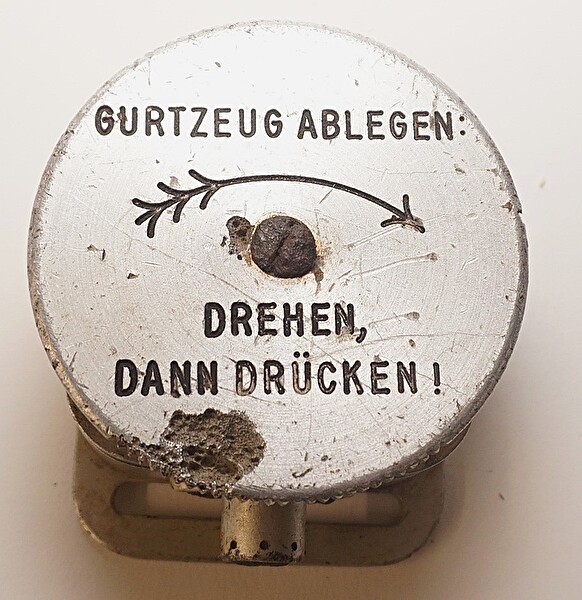 GURTZEUG ABLEGEN:
DREHEN,
DANN DRÜCKEN!